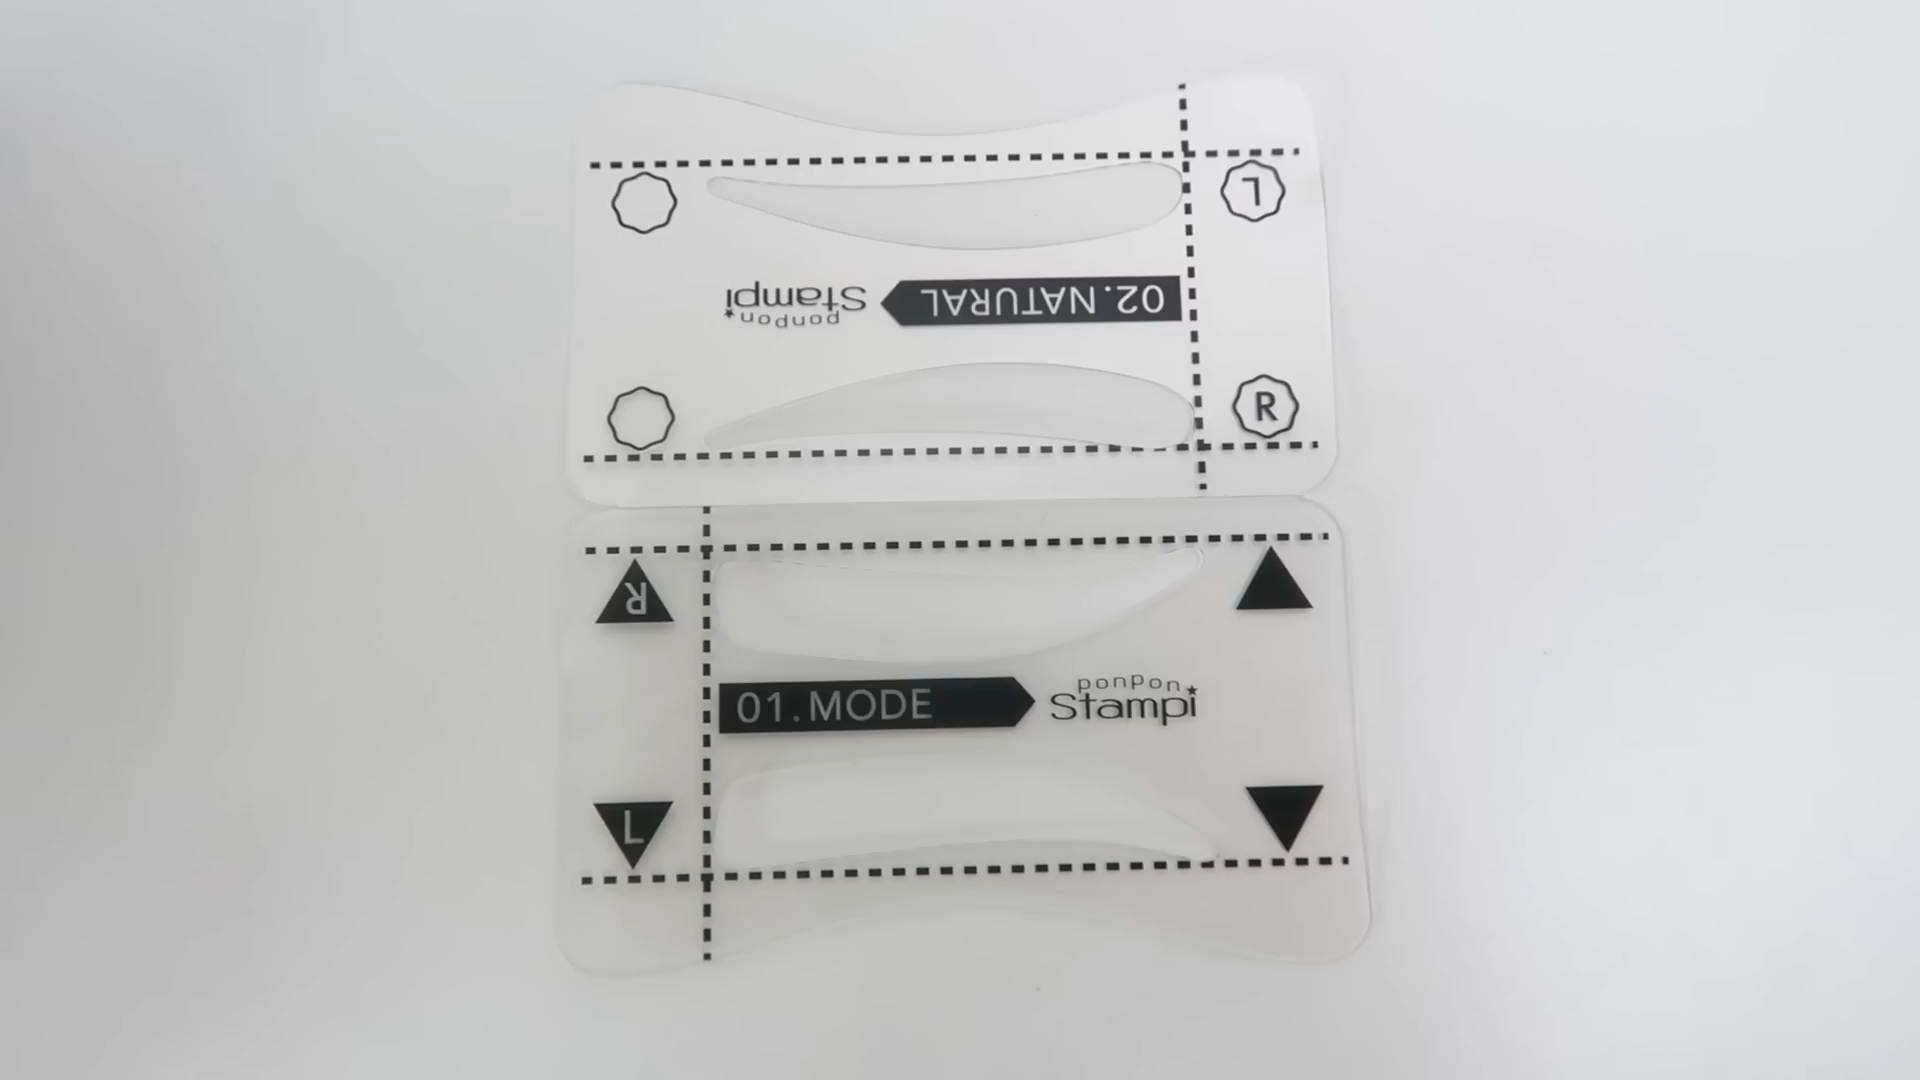 L
02. NATURAL
ponpon
Stampi
R
R
01. MODE
ponpon
Stampi
L